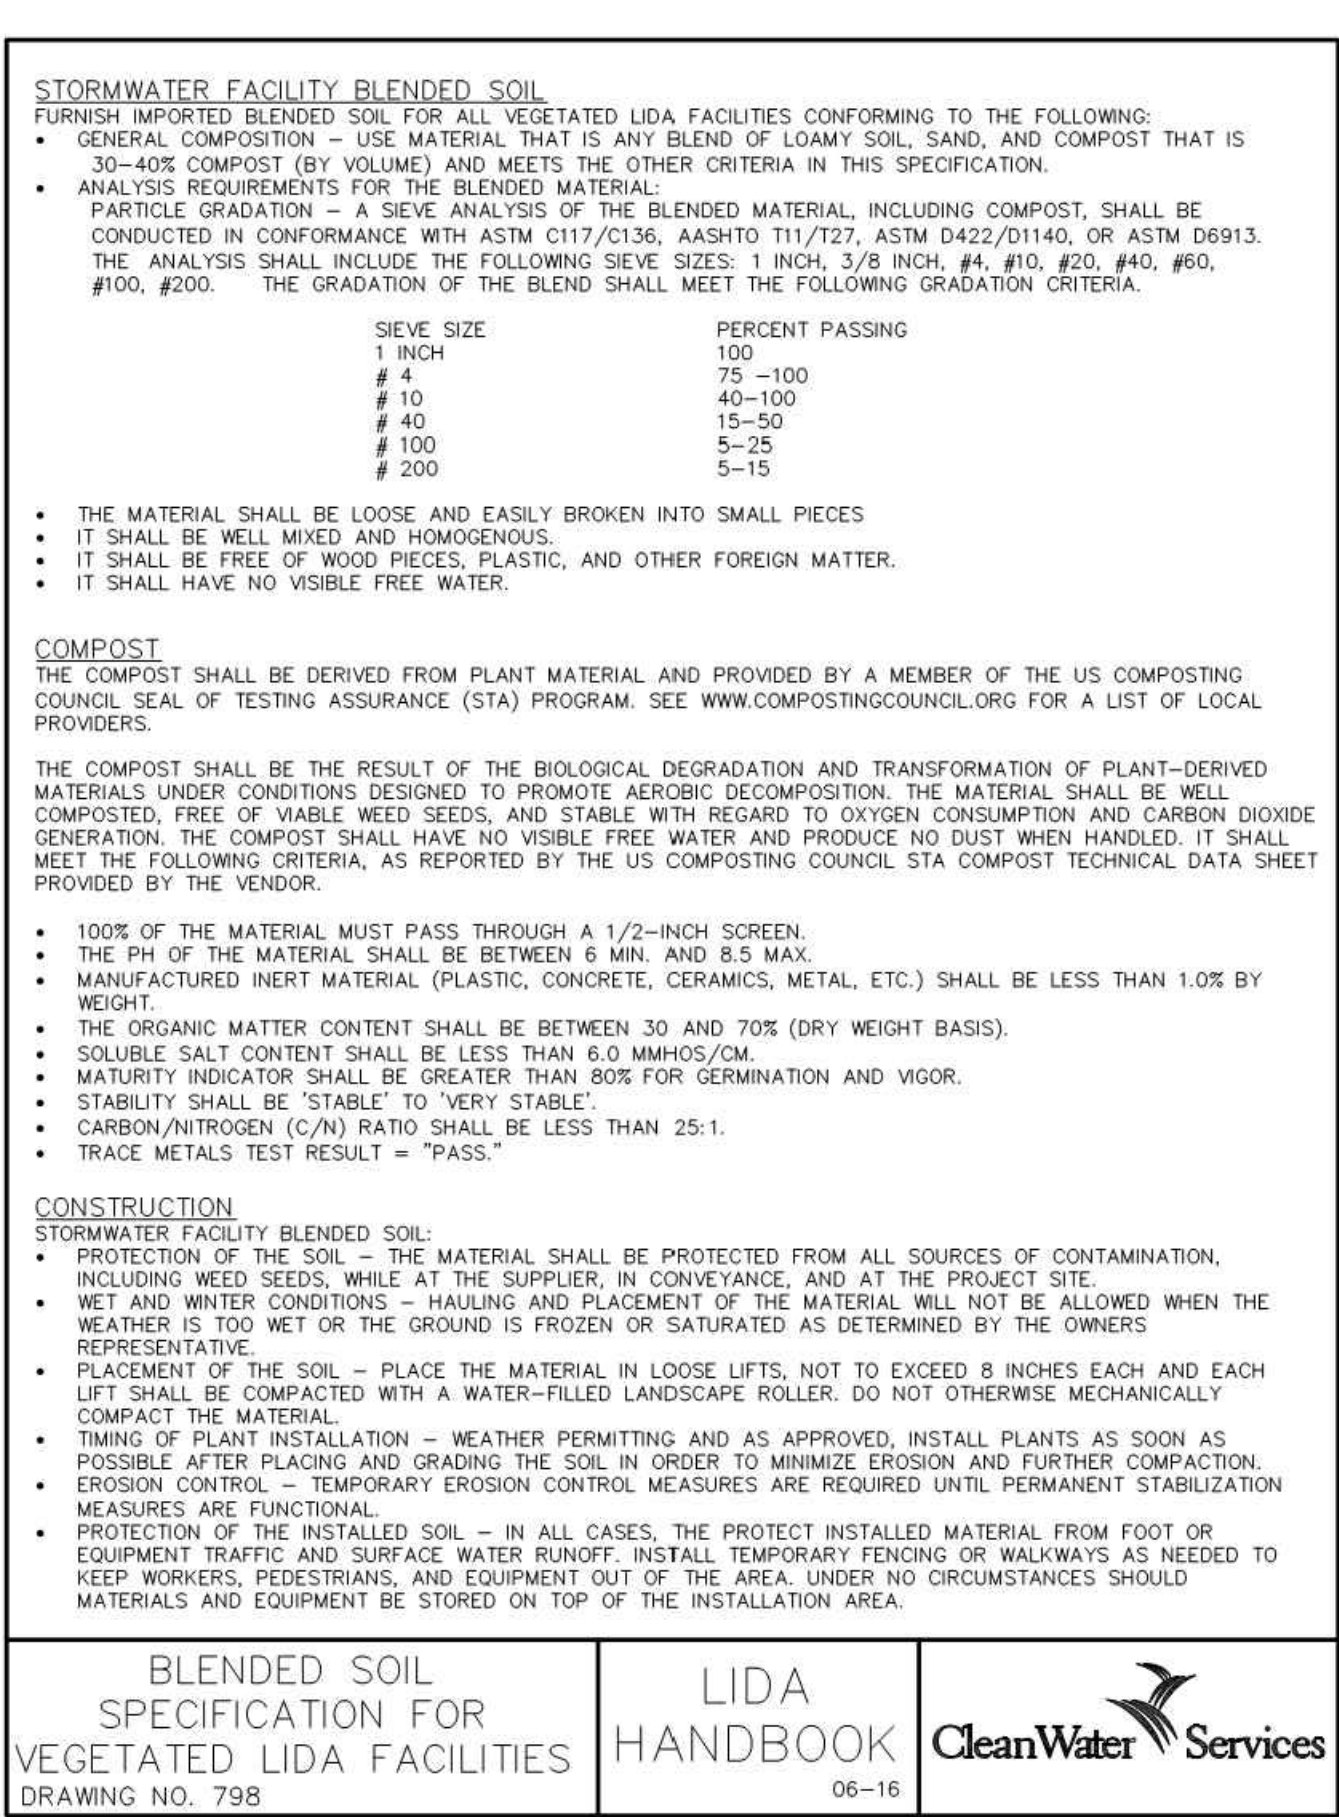 STORMWATER FACILITY BLENDED SOIL
FURNISH IMPORTED BLENDED SOIL FOR ALL VEGETATED LIDA FACILITIES CONFORMING TO THE FOLLOWING:
• GENERAL COMPOSITION – USE MATERIAL THAT IS ANY BLEND OF LOAMY SOIL, SAND, AND COMPOST THAT IS
30–40% COMPOST (BY VOLUME) AND MEETS THE OTHER CRITERIA IN THIS SPECIFICATION.
• ANALYSIS REQUIREMENTS FOR THE BLENDED MATERIAL:
PARTICLE GRADATION – A SIEVE ANALYSIS OF THE BLENDED MATERIAL, INCLUDING COMPOST, SHALL BE
CONDUCTED IN CONFORMANCE WITH ASTM C117/C136, AASHTO T11/T27, ASTM D422/D1140, OR ASTM D6913.
THE ANALYSIS SHALL INCLUDE THE FOLLOWING SIEVE SIZES: 1 INCH, 3/8 INCH, #4, #10, #20, #40, #60,
#100, #200. THE GRADATION OF THE BLEND SHALL MEET THE FOLLOWING GRADATION CRITERIA.
SIEVE SIZE PERCENT PASSING
1 INCH 100
# 4 75 –100
# 10 40–100
# 40 15–50
# 100 5–25
# 200 5–15
• THE MATERIAL SHALL BE LOOSE AND EASILY BROKEN INTO SMALL PIECES
• IT SHALL BE WELL MIXED AND HOMOGENOUS.
• IT SHALL BE FREE OF WOOD PIECES, PLASTIC, AND OTHER FOREIGN MATTER.
• IT SHALL HAVE NO VISIBLE FREE WATER.
COMPOST
THE COMPOST SHALL BE DERIVED FROM PLANT MATERIAL AND PROVIDED BY A MEMBER OF THE US COMPOSTING
COUNCIL SEAL OF TESTING ASSURANCE (STA) PROGRAM. SEE WWW.COMPOSTINGCOUNCIL.ORG FOR A LIST OF LOCAL
PROVIDERS.
THE COMPOST SHALL BE THE RESULT OF THE BIOLOGICAL DEGRADATION AND TRANSFORMATION OF PLANT–DERIVED
MATERIALS UNDER CONDITIONS DESIGNED TO PROMOTE AEROBIC DECOMPOSITION. THE MATERIAL SHALL BE WELL
COMPOSTED, FREE OF VIABLE WEED SEEDS, AND STABLE WITH REGARD TO OXYGEN CONSUMPTION AND CARBON DIOXIDE
GENERATION. THE COMPOST SHALL HAVE NO VISIBLE FREE WATER AND PRODUCE NO DUST WHEN HANDLED. IT SHALL
MEET THE FOLLOWING CRITERIA, AS REPORTED BY THE US COMPOSTING COUNCIL STA COMPOST TECHNICAL DATA SHEET
PROVIDED BY THE VENDOR.
• 100% OF THE MATERIAL MUST PASS THROUGH A 1/2–INCH SCREEN.
• THE PH OF THE MATERIAL SHALL BE BETWEEN 6 MIN. AND 8.5 MAX.
• MANUFACTURED INERT MATERIAL (PLASTIC, CONCRETE, CERAMICS, METAL, ETC.) SHALL BE LESS THAN 1.0% BY
WEIGHT.
• THE ORGANIC MATTER CONTENT SHALL BE BETWEEN 30 AND 70% (DRY WEIGHT BASIS).
• SOLUBLE SALT CONTENT SHALL BE LESS THAN 6.0 MMHOS/CM.
• MATURITY INDICATOR SHALL BE GREATER THAN 80% FOR GERMINATION AND VIGOR.
• STABILITY SHALL BE 'STABLE' TO 'VERY STABLE'.
• CARBON/NITROGEN (C/N) RATIO SHALL BE LESS THAN 25:1.
• TRACE METALS TEST RESULT = "PASS."
CONSTRUCTION
STORMWATER FACILITY BLENDED SOIL:
• PROTECTION OF THE SOIL – THE MATERIAL SHALL BE PROTECTED FROM ALL SOURCES OF CONTAMINATION,
INCLUDING WEED SEEDS, WHILE AT THE SUPPLIER, IN CONVEYANCE, AND AT THE PROJECT SITE.
• WET AND WINTER CONDITIONS – HAULING AND PLACEMENT OF THE MATERIAL WILL NOT BE ALLOWED WHEN THE
WEATHER IS TOO WET OR THE GROUND IS FROZEN OR SATURATED AS DETERMINED BY THE OWNERS
REPRESENTATIVE.
• PLACEMENT OF THE SOIL – PLACE THE MATERIAL IN LOOSE LIFTS, NOT TO EXCEED 8 INCHES EACH AND EACH
LIFT SHALL BE COMPACTED WITH A WATER–FILLED LANDSCAPE ROLLER. DO NOT OTHERWISE MECHANICALLY
COMPACT THE MATERIAL.
• TIMING OF PLANT INSTALLATION – WEATHER PERMITTING AND AS APPROVED, INSTALL PLANTS AS SOON AS
POSSIBLE AFTER PLACING AND GRADING THE SOIL IN ORDER TO MINIMIZE EROSION AND FURTHER COMPACTION.
• EROSION CONTROL – TEMPORARY EROSION CONTROL MEASURES ARE REQUIRED UNTIL PERMANENT STABILIZATION
MEASURES ARE FUNCTIONAL.
• PROTECTION OF THE INSTALLED SOIL – IN ALL CASES, THE PROTECT INSTALLED MATERIAL FROM FOOT OR
EQUIPMENT TRAFFIC AND SURFACE WATER RUNOFF. INSTALL TEMPORARY FENCING OR WALKWAYS AS NEEDED TO
KEEP WORKERS, PEDESTRIANS, AND EQUIPMENT OUT OF THE AREA. UNDER NO CIRCUMSTANCES SHOULD
MATERIALS AND EQUIPMENT BE STORED ON TOP OF THE INSTALLATION AREA.
BLENDED SOIL
SPECIFICATION FOR
VEGETATED LIDA FACILITIES
DRAWING NO. 798
LIDA
HANDBOOK
06–16
CleanWater Services